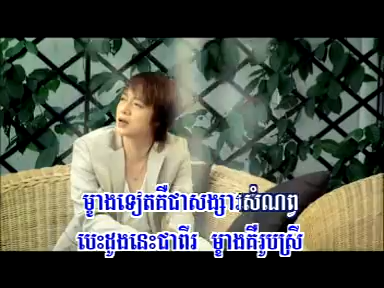 ម្ខាងទៀតគឺជាសង្សារសំណព្វ
បេះដូងនេះជាពីរ ម្ខាងគឺរូបស្រី